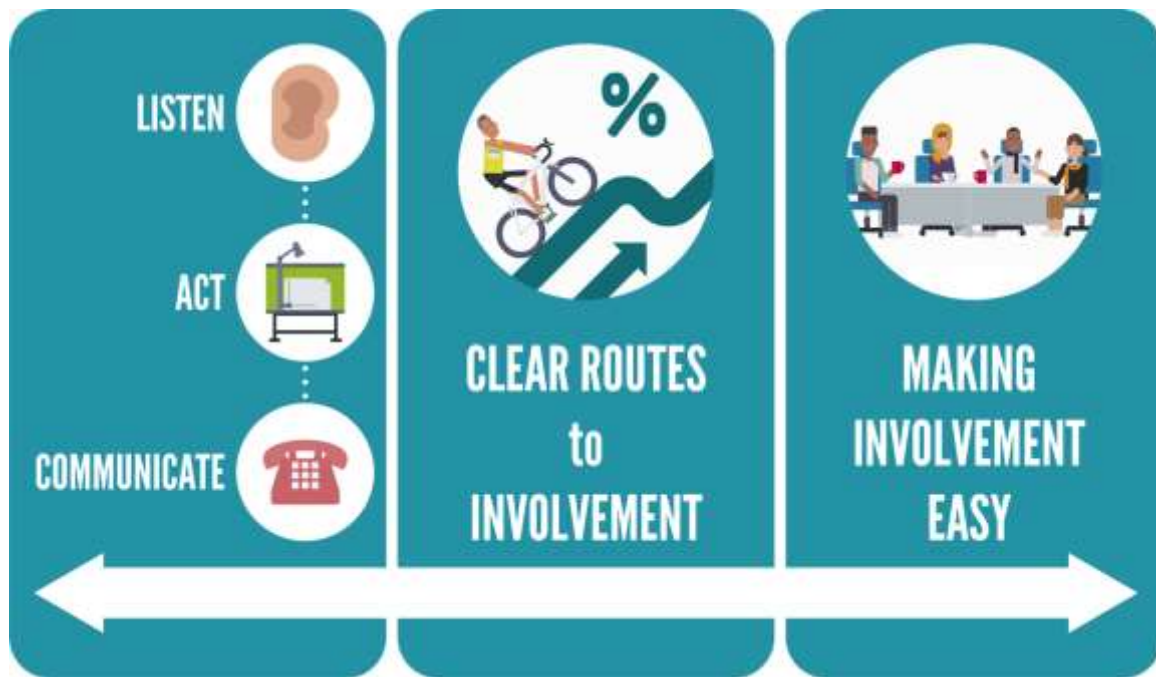 LISTEN
ACT
COMMUNICATE
%
CLEAR ROUTES
to
INVOLVEMENT
MAKING
INVOLVEMENT
EASY